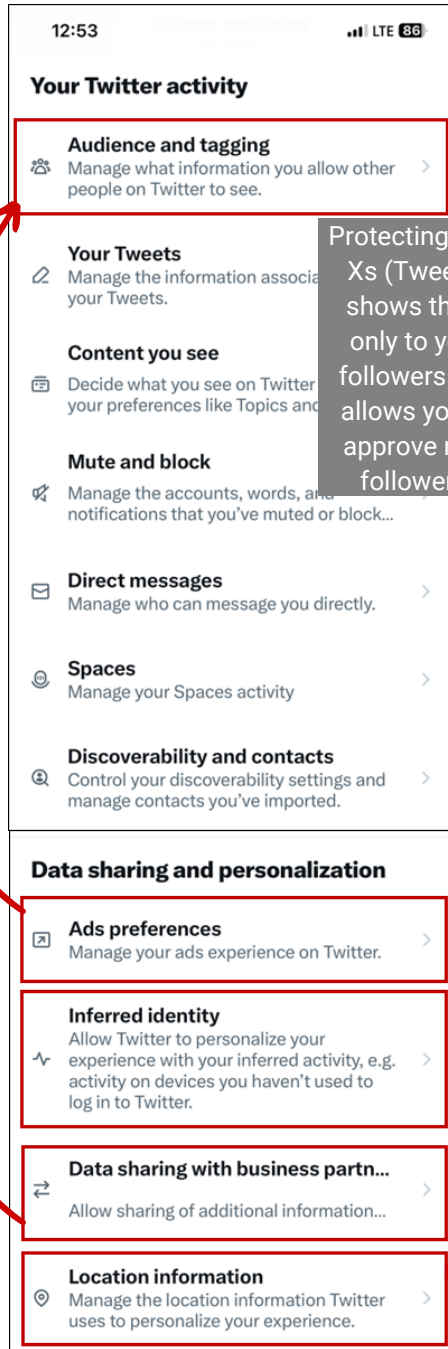 12:53
LTE 86
Your Twitter activity
Audience and tagging
Manage what information you allow other
people on Twitter to see.
Your Tweets
Manage the information associa
your Tweets.
Content you see
Decide what you see on Twitter
your preferences like Topics and
Mute and block
Manage the accounts, words, and
notifications that you've muted or block...
Protecting
Xs (Twee
shows th
only to y
followers
allows yo
approve
follower
Direct messages
Manage who can message you directly.
Spaces
Manage your Spaces activity
Discoverability and contacts
Control your discoverability settings and
manage contacts you've imported.
Data sharing and personalization
Ads preferences
Manage your ads experience on Twitter.
Inferred identity
Allow Twitter to personalize your
experience with your inferred activity, e.g.
activity on devices you haven't used to
log in to Twitter.
Data sharing with business partn...
Allow sharing of additional information...
Location information
Manage the location information Twitter
uses to personalize your experience.